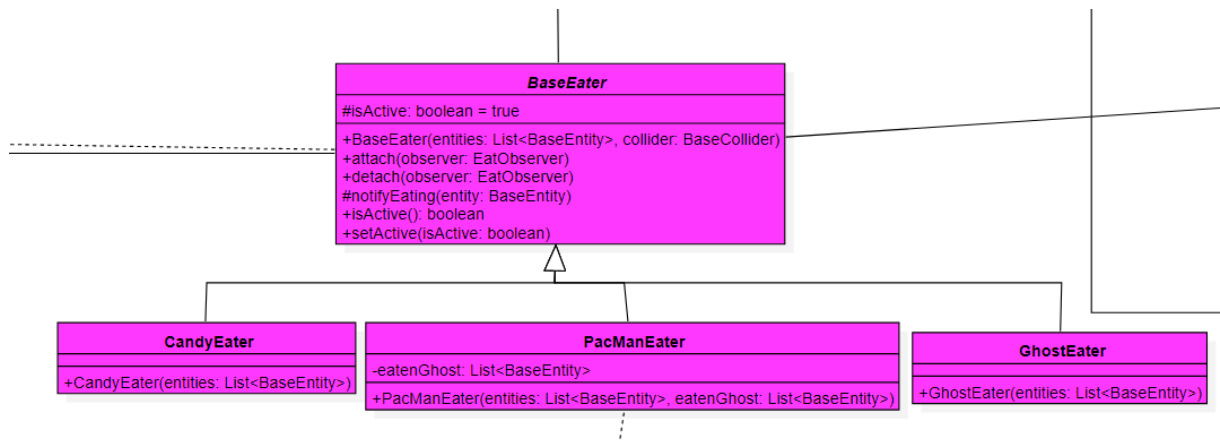 BaseEater
#isActive: boolean = true
+BaseEater(entities: List<BaseEntity>, collider: BaseCollider)
+attach(observer: EatObserver)
+detach(observer: EatObserver)
#notifyEating(entity: BaseEntity)
+isActive(): boolean
+setActive(isActive: boolean)
CandyEater
+CandyEater(entities: List<BaseEntity>)
PacManEater
-eatenGhost: List<BaseEntity>
+PacManEater(entities: List<BaseEntity>, eatenGhost: List<BaseEntity>)
GhostEater
+GhostEater(entities: List<BaseEntity>)